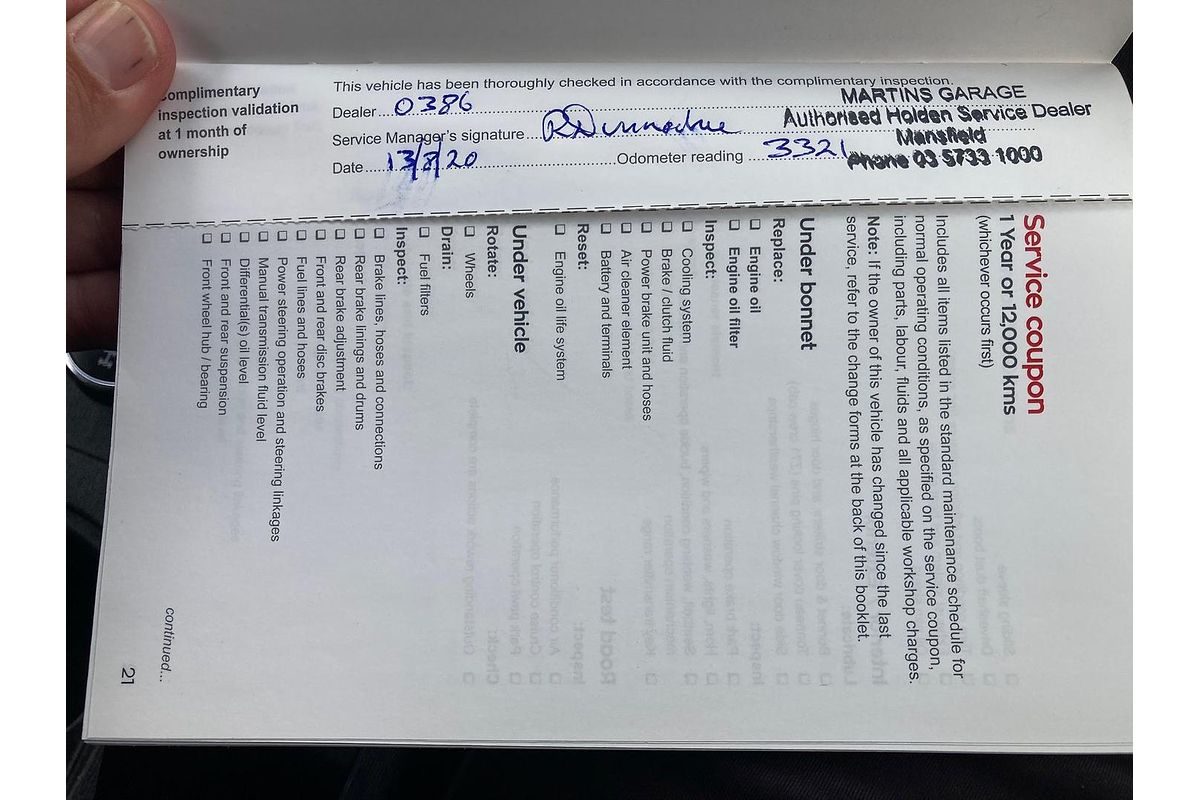 complimentary
inspection validation
at 1 month of
ownership
This vehicle has been thoroughly checked in accordance with the complimentary inspection.
Dealer 0386
Service Manager's signature
Date 13/8/20 Odometer reading 3321
MARTINS GARAGE
Authorised Holden Service Dealer
Mansfield
Phone 03 5733 1000
Service coupon
1 Year or 12,000 kms
(whichever occurs first)
Includes all items listed in the standard maintenance schedule for
normal operating conditions, as specified on the service coupon,
including parts, labour, fluids and all applicable workshop charges.
Note: If the owner of this vehicle has changed since the last
service, refer to the change forms at the back of this booklet.
Under bonnet
Replace:
Engine oil
Engine oil filter
Inspect:
Cooling system
Brake / clutch fluid
Power brake unit and hoses
Air cleaner element
Battery and terminals
Reset:
Engine oil life system
Under vehicle
Rotate:
Wheels
Drain:
Fuel filters
Inspect:
Brake lines, hoses and connections
Rear brake linings and drums
Rear brake adjustment
Front and rear disc brakes
Fuel lines and hoses
Power steering operation and steering linkages
Manual transmission fluid level
Differential(s) oil level
Front and rear suspension
Front wheel hub / bearing
continued...
21